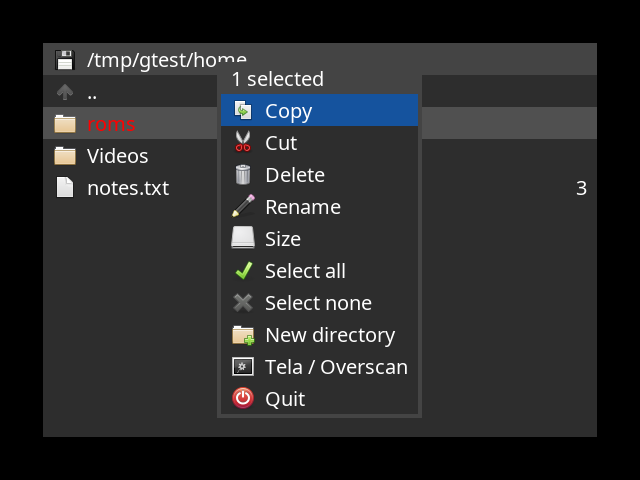 /tmp/gtest/home
1 selected
..
Copy
roms
Cut
Videos
Delete
notes.txt
3
Rename
Size
Select all
Select none
New directory
Tela / Overscan
Quit